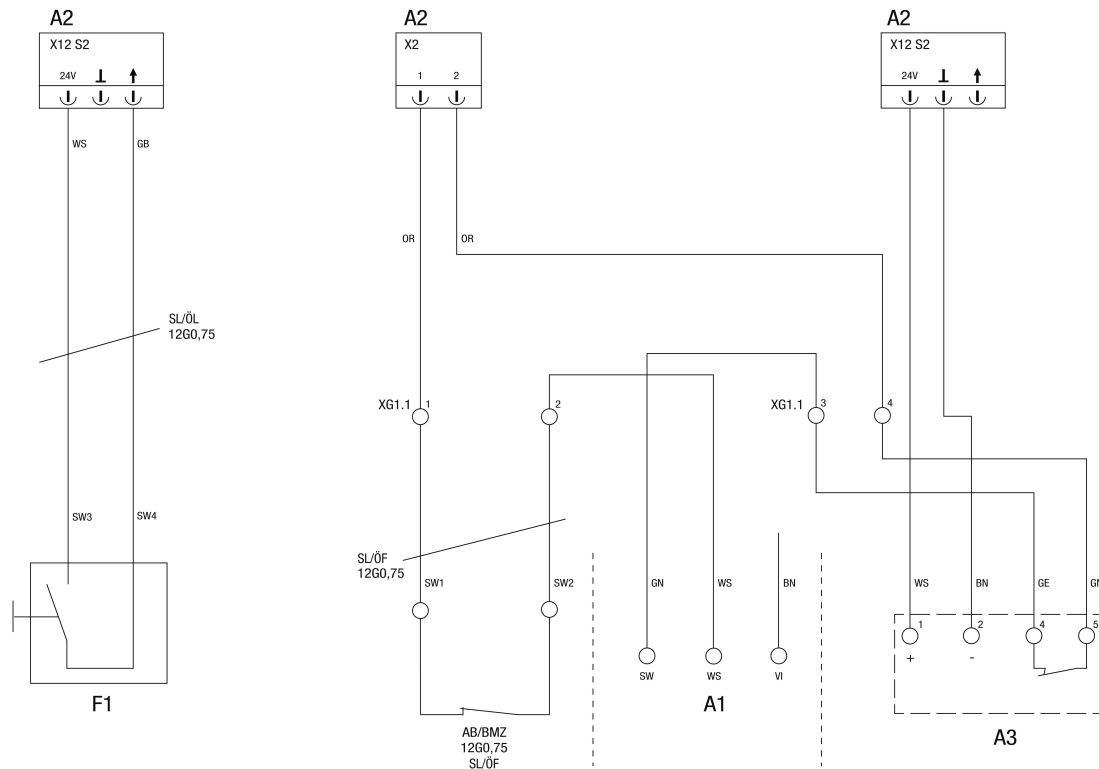 A2
X12 S2
24V
WS
GB
SL/ÖL
12G0,75
SW3
SW4
F1
A2
X2
1
2
OR
OR
XG1.1
1
2
XG1.1
3
4
SL/ÖF
12G0,75
SW1
SW2
GN
WS
BN
SW
WS
VI
A1
AB/BMZ
12G0,75
SL/ÖF
A2
X12 S2
24V
WS
BN
GE
GN
1
2
4
5
+
-
A3